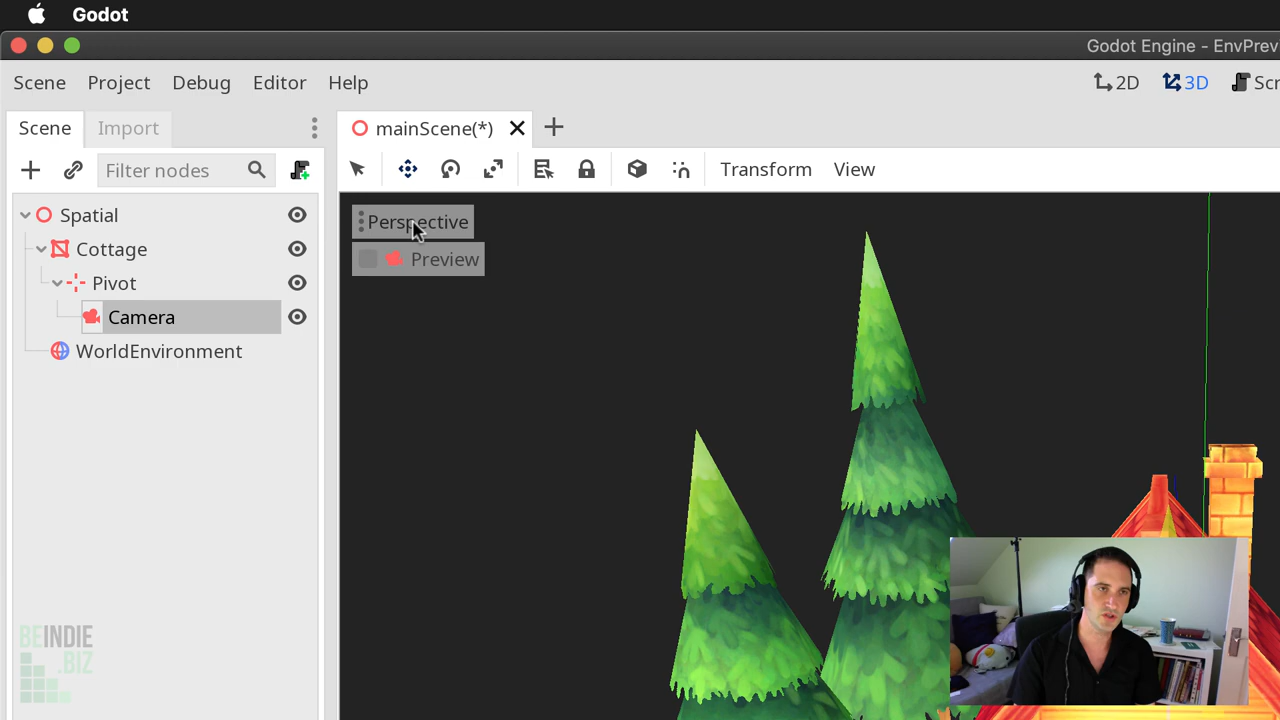 Godot
Godot Engine - EnvPrev
Scene Project Debug Editor Help
2D 3D Scr
Scene Import
mainScene(*)
Filter nodes
Transform View
Spatial
Cottage
Pivot
Camera
WorldEnvironment
Perspective
Preview
BEINDIE
.BIZ